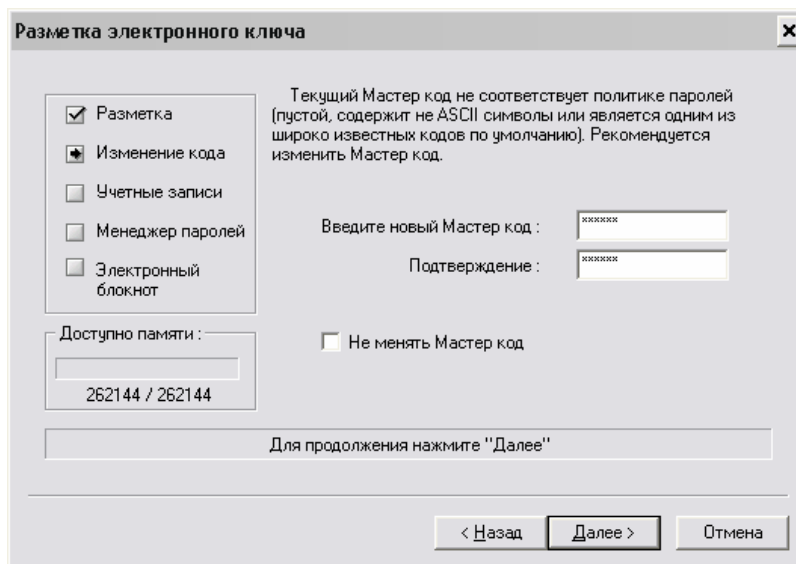 Разметка электронного ключа
Разметка
Изменение кода
Учетные записи
Менеджер паролей
Электронный
блокнот
Доступно памяти :
262144 / 262144
Текущий Мастер код не соответствует политике паролей
(пустой, содержит не ASCII символы или является одним из
широко известных кодов по умолчанию). Рекомендуется
изменить Мастер код.
Введите новый Мастер код : ******
Подтверждение : ******
Не менять Мастер код
Для продолжения нажмите "Далее"
< Назад Далее > Отмена